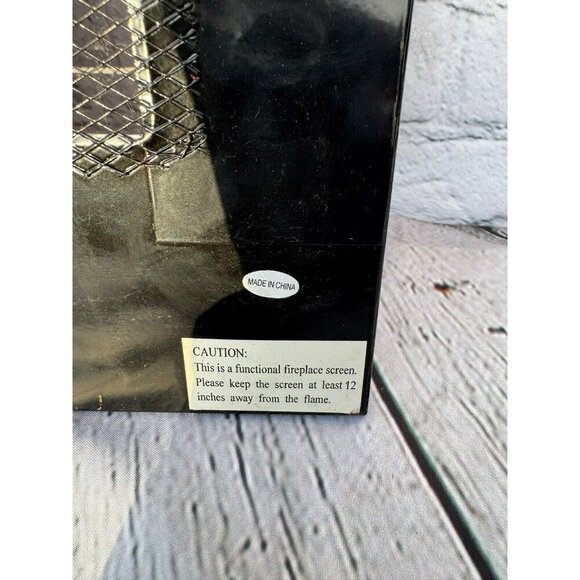 MADE IN CHINA
CAUTION:
This is a functional fireplace screen.
Please keep the screen at least 12
inches away from the flame.